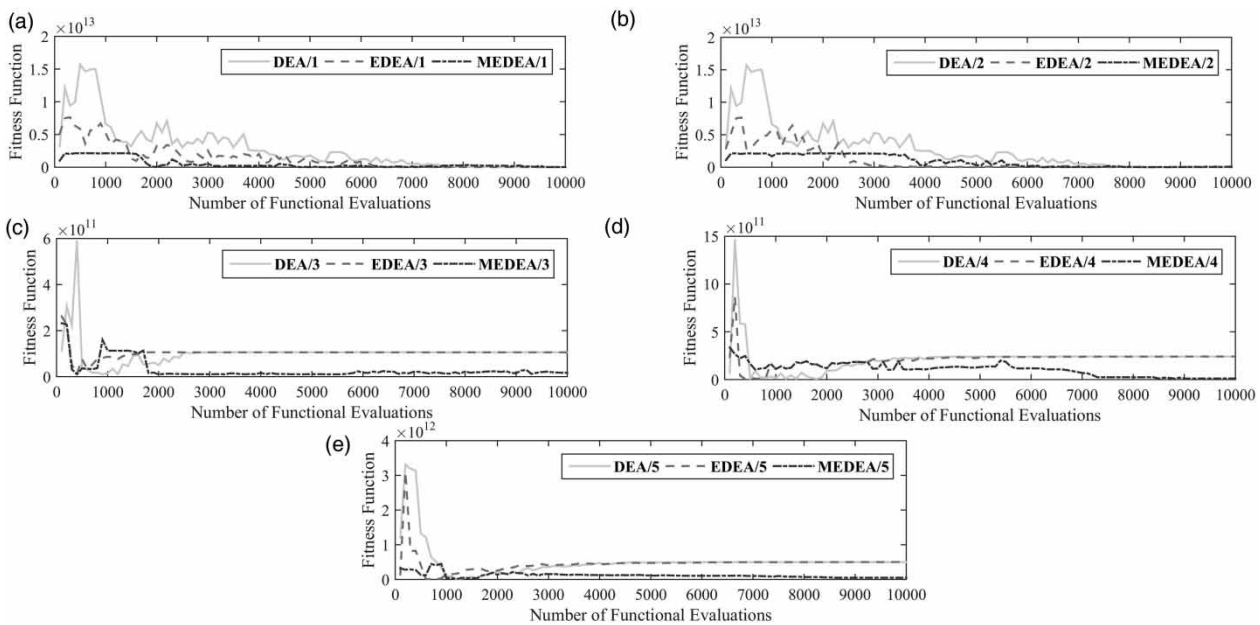 (a)
×10^13
2
1.5
1
0.5
0
Fitness Function
DEA/1 EDEA/1 MEDEA/1
0 1000 2000 3000 4000 5000 6000 7000 8000 9000 10000
Number of Functional Evaluations
(b)
×10^13
2
1.5
1
0.5
0
Fitness Function
DEA/2 EDEA/2 MEDEA/2
0 1000 2000 3000 4000 5000 6000 7000 8000 9000 10000
Number of Functional Evaluations
(c)
×10^11
6
4
2
0
Fitness Function
DEA/3 EDEA/3 MEDEA/3
0 1000 2000 3000 4000 5000 6000 7000 8000 9000 10000
Number of Functional Evaluations
(d)
×10^11
15
10
5
0
Fitness Function
DEA/4 EDEA/4 MEDEA/4
0 1000 2000 3000 4000 5000 6000 7000 8000 9000 10000
Number of Functional Evaluations
(e)
×10^12
4
3
2
1
0
Fitness Function
DEA/5 EDEA/5 MEDEA/5
0 1000 2000 3000 4000 5000 6000 7000 8000 9000 10000
Number of Functional Evaluations